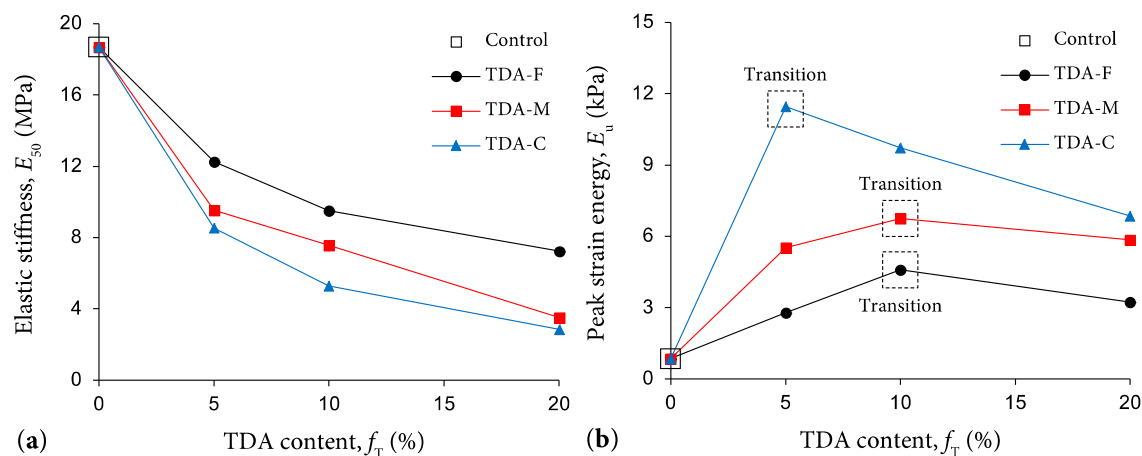 20
16
12
8
4
0
Elastic stiffness, E50 (MPa)
Control
TDA-F
TDA-M
TDA-C
0 5 10 15 20
(a) TDA content, fT (%)
15
12
9
6
3
0
Peak strain energy, Eu (kPa)
Control
TDA-F
TDA-M
TDA-C
Transition
Transition
Transition
0 5 10 15 20
(b) TDA content, fT (%)